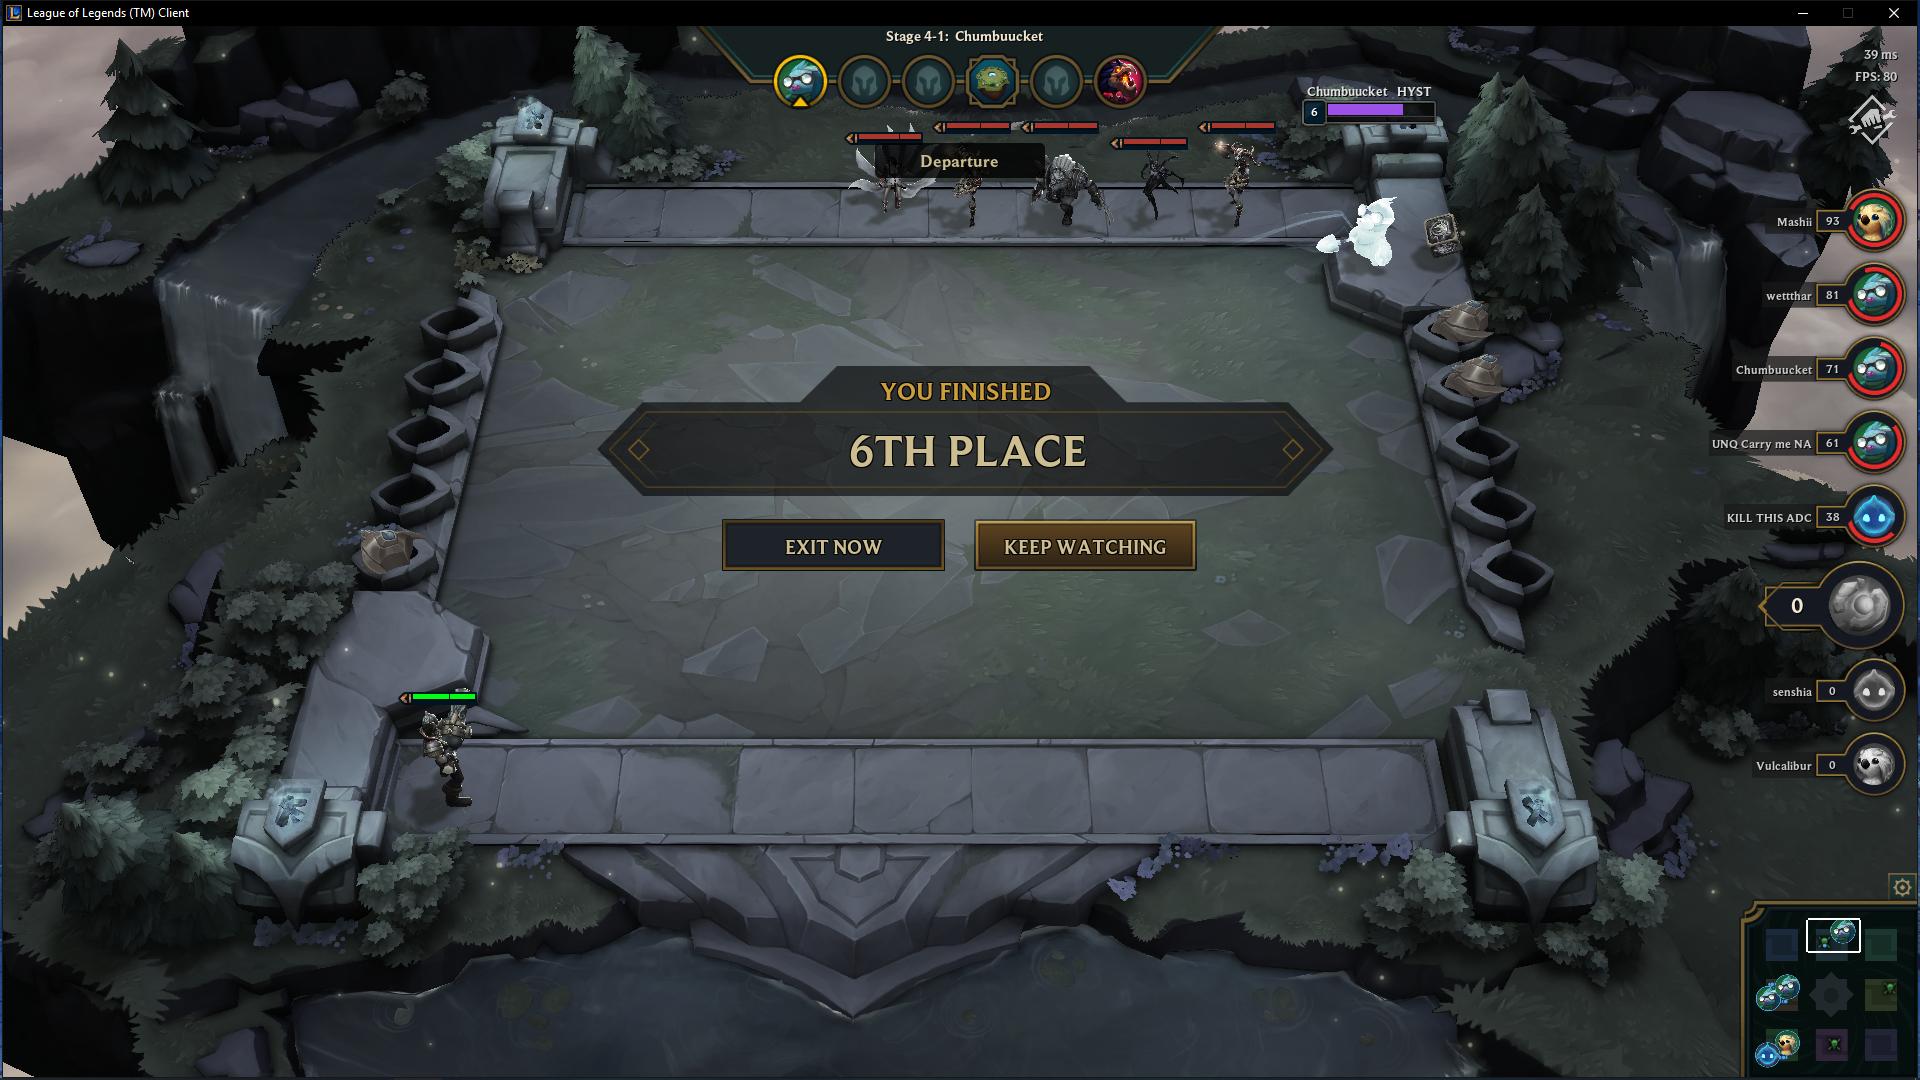 League of Legends (TM) Client
Stage 4-1: Chumbuucket
39 ms
FPS: 80
Chumbuucket HYST
6
Departure
Mashii 93
wettthar 81
Chumbuucket 71
UNQ Carry me NA 61
KILL THIS ADC 38
0
senshia 0
Vulcalibur 0
YOU FINISHED
6TH PLACE
EXIT NOW
KEEP WATCHING